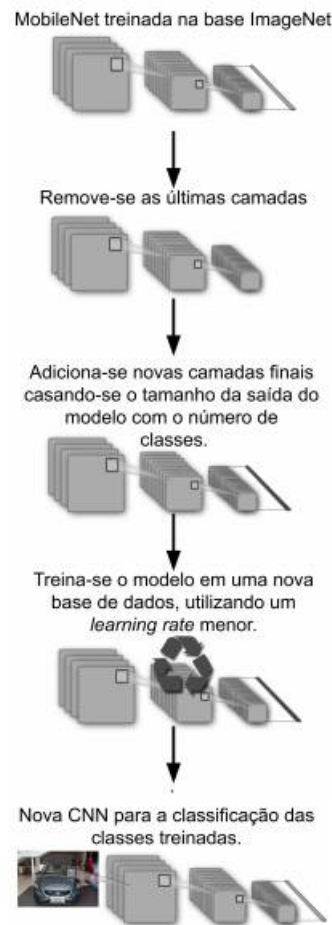 MobileNet treinada na base ImageNet
Remove-se as últimas camadas
Adiciona-se novas camadas finais
casando-se o tamanho da saída do
modelo com o número de
classes.
Treina-se o modelo em uma nova
base de dados, utilizando um
learning rate menor.
.
Nova CNN para a classificação das
classes treinadas.